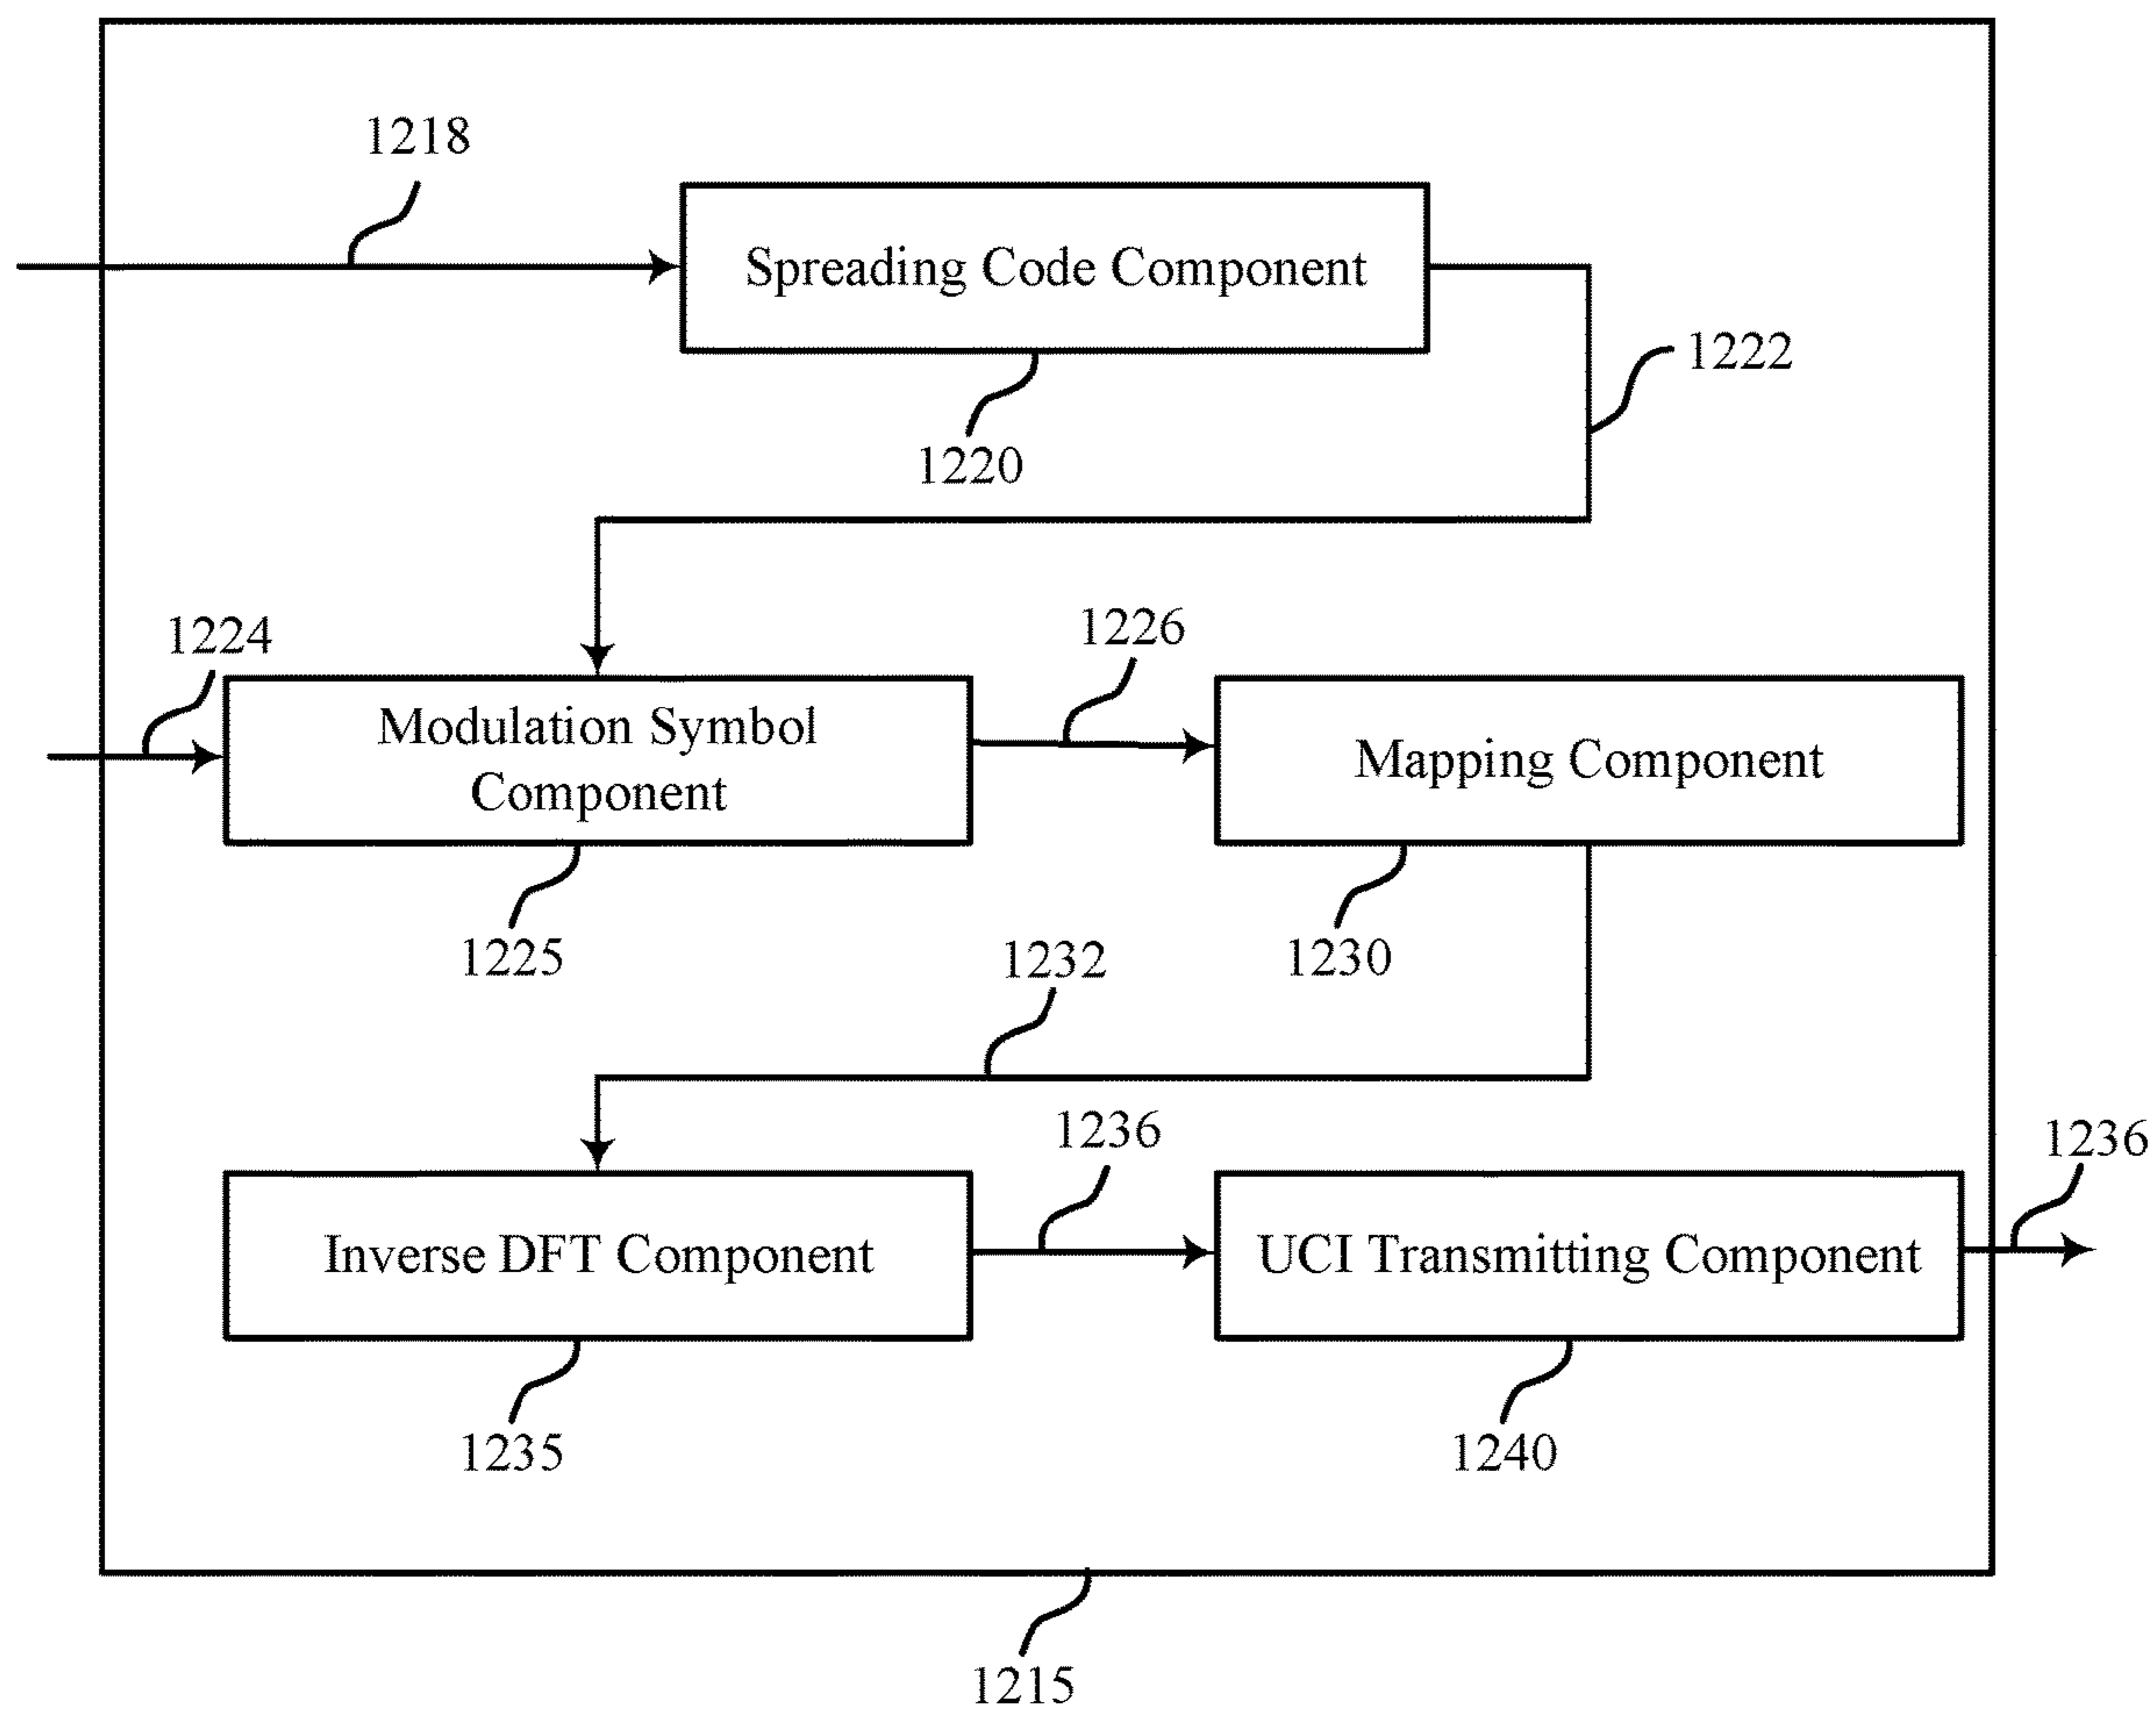 1218
Spreading Code Component
1222
1220
1224
1226
Modulation Symbol
Component
Mapping Component
1225
1232
1230
1236
1236
Inverse DFT Component
UCI Transmitting Component
1235
1240
1215